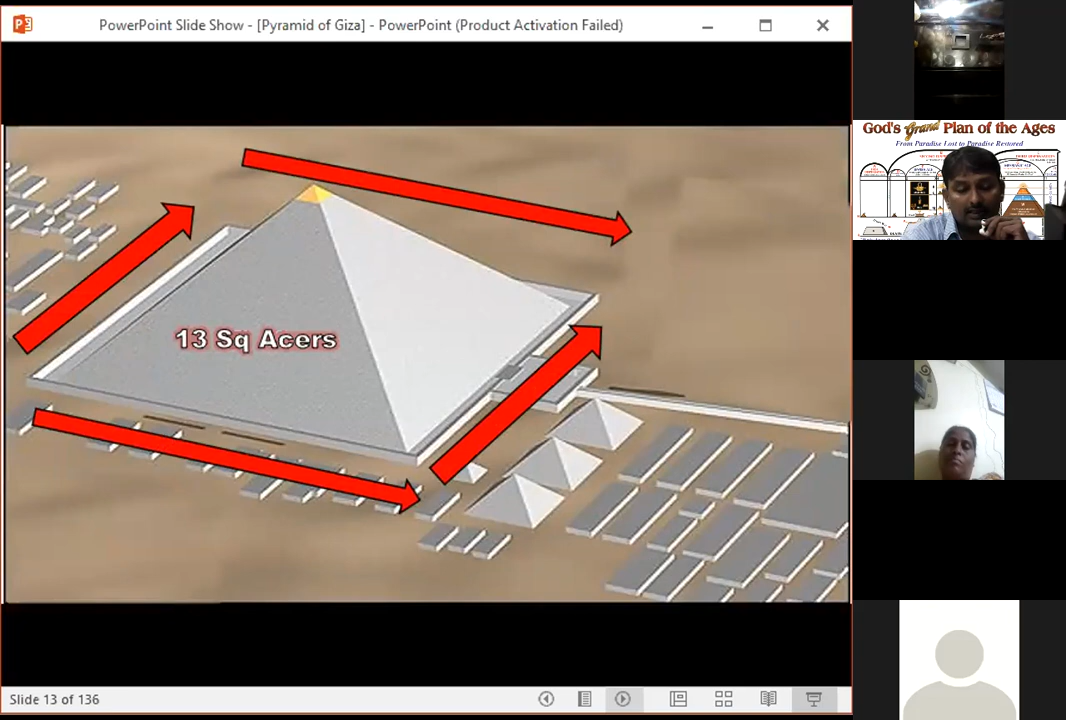 PowerPoint Slide Show - [Pyramid of Giza] - PowerPoint (Product Activation Failed)
God's Grand Plan of the Ages
From Paradise Lost to Paradise Restored
13 Sq Acers
Slide 13 of 136